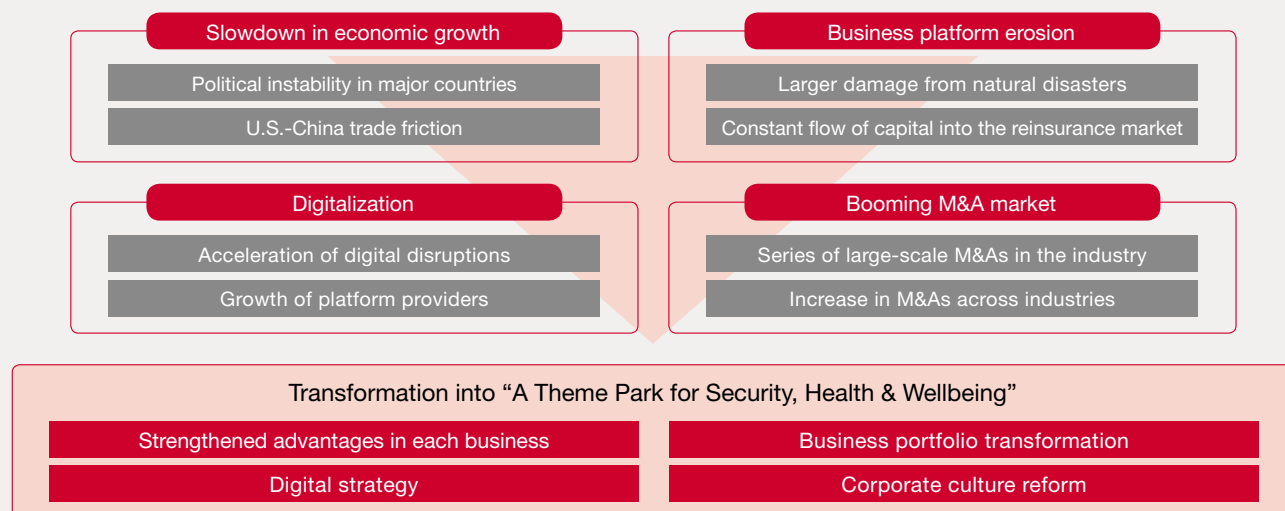 Slowdown in economic growth
Political instability in major countries
U.S.-China trade friction
Business platform erosion
Larger damage from natural disasters
Constant flow of capital into the reinsurance market
Digitalization
Acceleration of digital disruptions
Growth of platform providers
Booming M&A market
Series of large-scale M&As in the industry
Increase in M&As across industries
Transformation into “A Theme Park for Security, Health & Wellbeing”
Strengthened advantages in each business
Business portfolio transformation
Digital strategy
Corporate culture reform